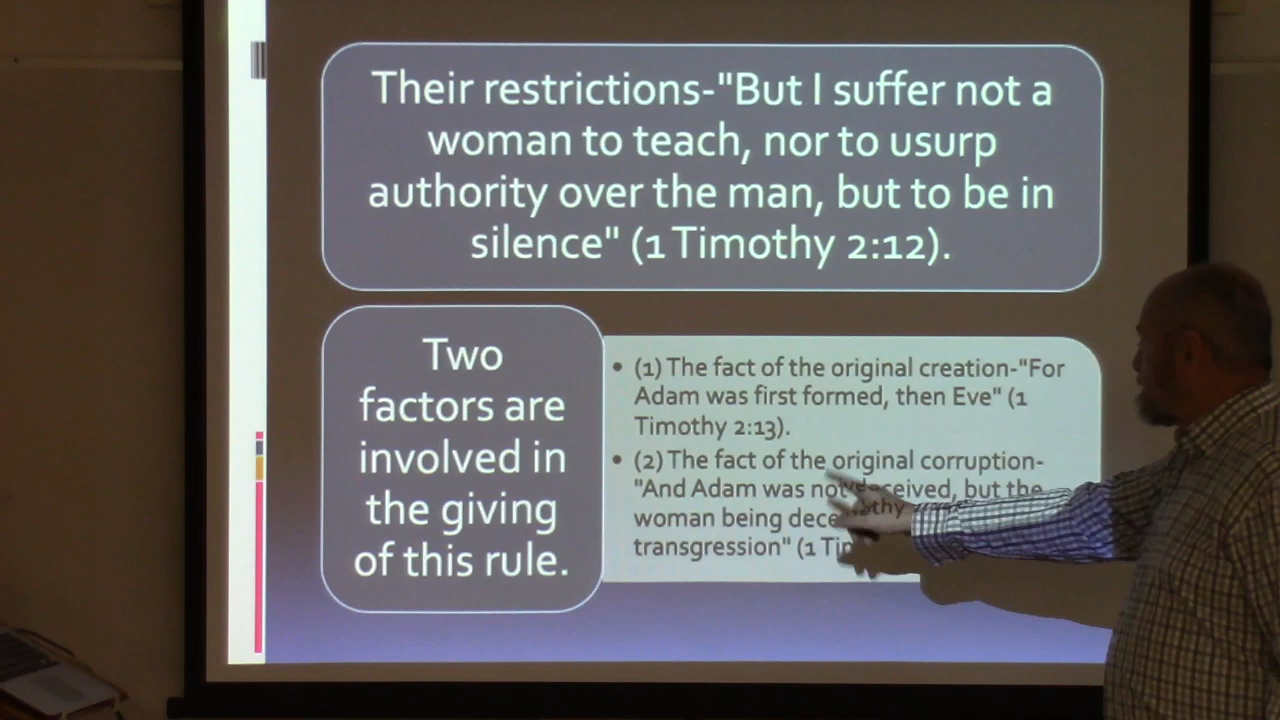 Their restrictions-"But I suffer not a
woman to teach, nor to usurp
authority over the man, but to be in
silence" (1 Timothy 2:12).
Two
factors are
involved in
the giving
of this rule.
• (1) The fact of the original creation-"For
Adam was first formed, then Eve" (1
Timothy 2:13).
• (2) The fact of the original corruption-
"And Adam was not deceived, but the
woman being
transgression" (1